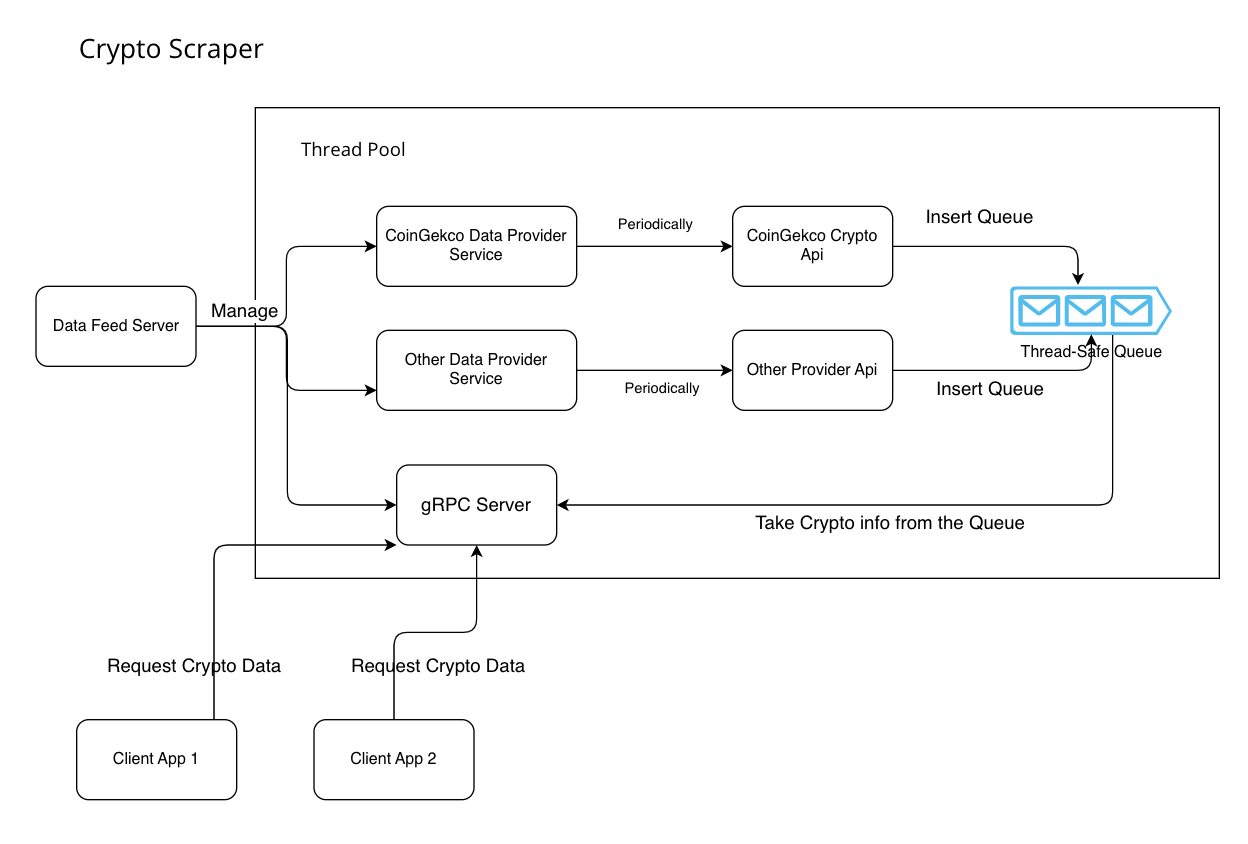 Crypto Scraper
Thread Pool
CoinGekco Data Provider
Service
Periodically
CoinGekco Crypto
Api
Insert Queue
Manage
Data Feed Server
Other Data Provider
Service
Periodically
Other Provider Api
Thread-Safe Queue
Insert Queue
gRPC Server
Take Crypto info from the Queue
Request Crypto Data
Request Crypto Data
Client App 1
Client App 2